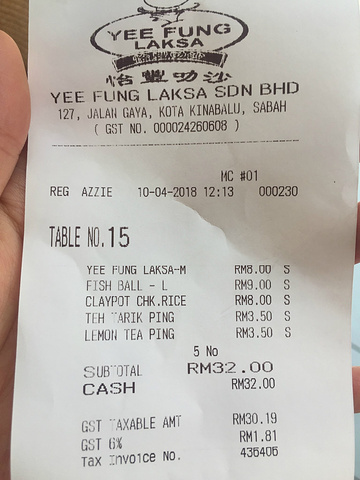 YEE FUNG
LAKSA
怡豐叻沙
YEE FUNG LAKSA SDN BHD
127, JALAN GAYA, KOTA KINABALU, SABAH
( GST NO. 000024260608 )
MC #01
REG AZZIE 10-04-2018 12:13 000230
TABLE NO.15
YEE FUNG LAKSA-M RM8.00 S
FISH BALL - L RM9.00 S
CLAYPOT CHK.RICE RM8.00 S
TEH TARIK PING RM3.50 S
LEMON TEA PING RM3.50 S
5 No
SUBTOTAL RM32.00
CASH RM32.00
GST TAXABLE AMT RM30.19
GST 6% RM1.81
Tax Invoice No. 435406